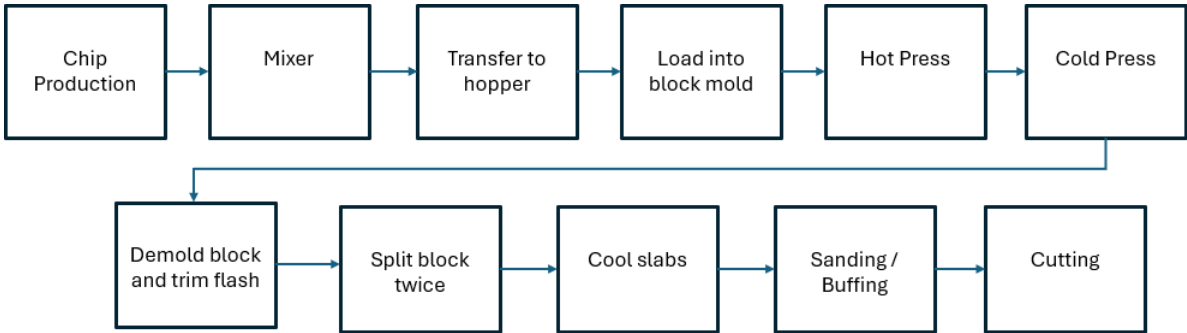 Chip
Production
Mixer
Transfer to
hopper
Load into
block mold
Hot Press
Cold Press
Demold block
and trim flash
Split block
twice
Cool slabs
Sanding /
Buffing
Cutting